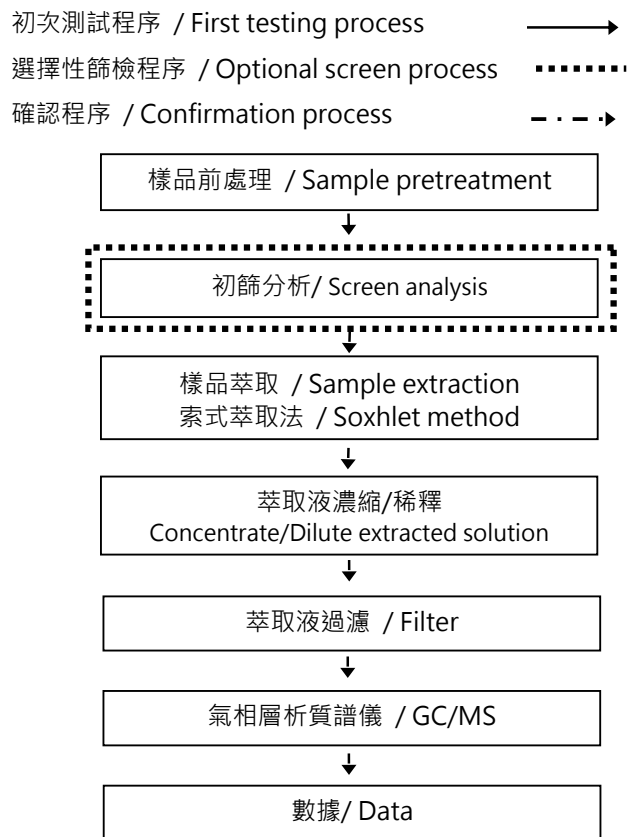 初次測試程序 / First testing process
選擇性篩檢程序 / Optional screen process
確認程序 / Confirmation process
樣品前處理 / Sample pretreatment
初篩分析/ Screen analysis
樣品萃取 / Sample extraction
索式萃取法 / Soxhlet method
萃取液濃縮/稀釋
Concentrate/Dilute extracted solution
萃取液過濾 / Filter
氣相層析質譜儀 / GC/MS
數據/ Data